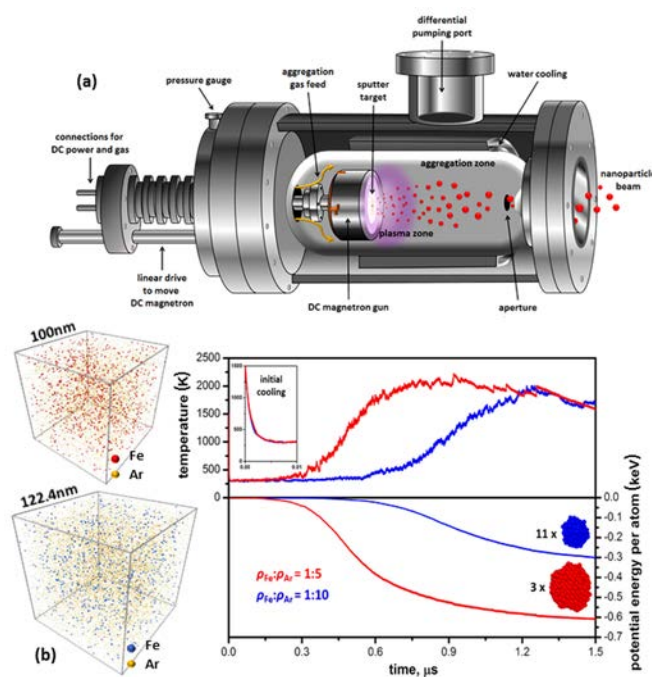 differential
pumping port
(a)
aggregation
gas feed
sputter
target
water cooling
pressure gauge
connections for
DC power and gas
aggregation zone
nanoparticle
beam
plasma zone
linear drive
to move
DC magnetron
DC magnetron gun
aperture
100nm
Fe
Ar
122.4nm
Fe
Ar
(b)
temperature (K)
2500
2000
1500
1000
500
0
1500
500
0
0.00
0.01
initial
cooling
0.0
-0.1
-0.2
-0.3
-0.4
-0.5
-0.6
-0.7
potential energy per atom (keV)
11 x
3 x
ρFe:ρAr = 1:5
ρFe:ρAr = 1:10
0.0
0.3
0.6
0.9
1.2
1.5
time, μs